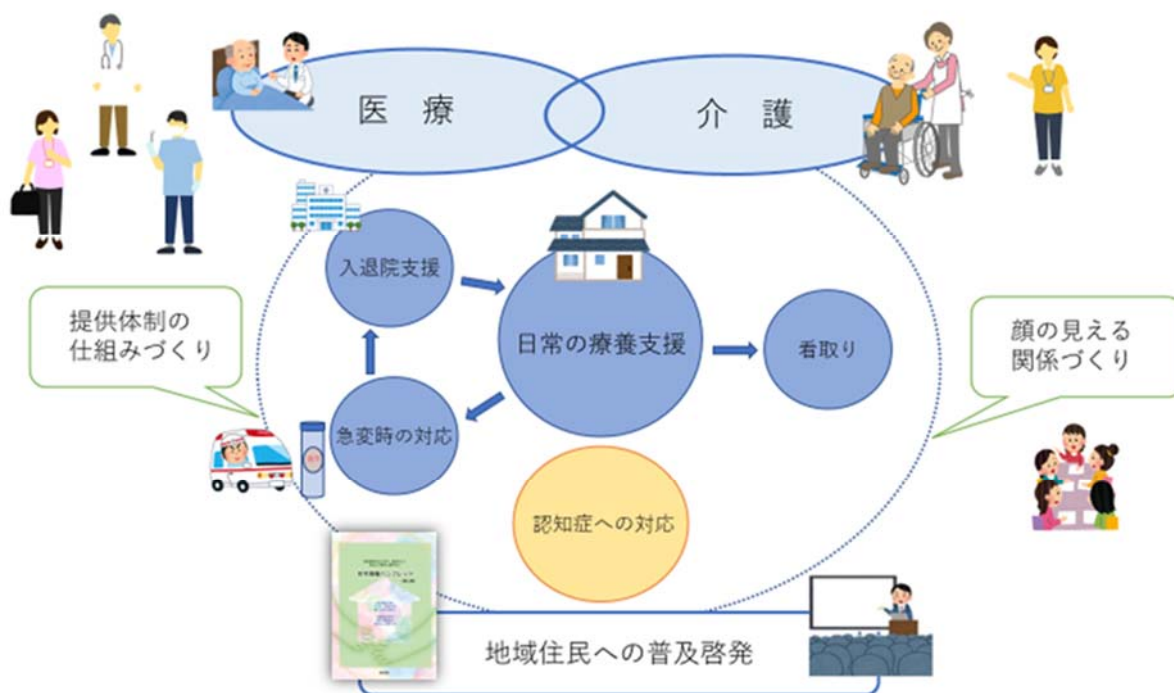 医　療
介　護
入退院支援
日常の療養支援
看取り
提供体制の
仕組みづくり
顔の見える
関係づくり
急変時の対応
認知症への対応
地域住民への普及啓発